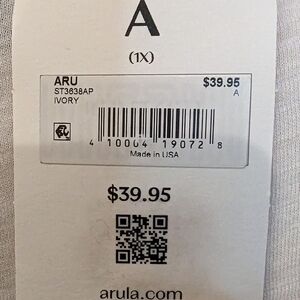 A
(1X)
ARU $39.95
ST3638AP A
IVORY
4 10004 19072 8
Made in USA
$39.95
arula.com